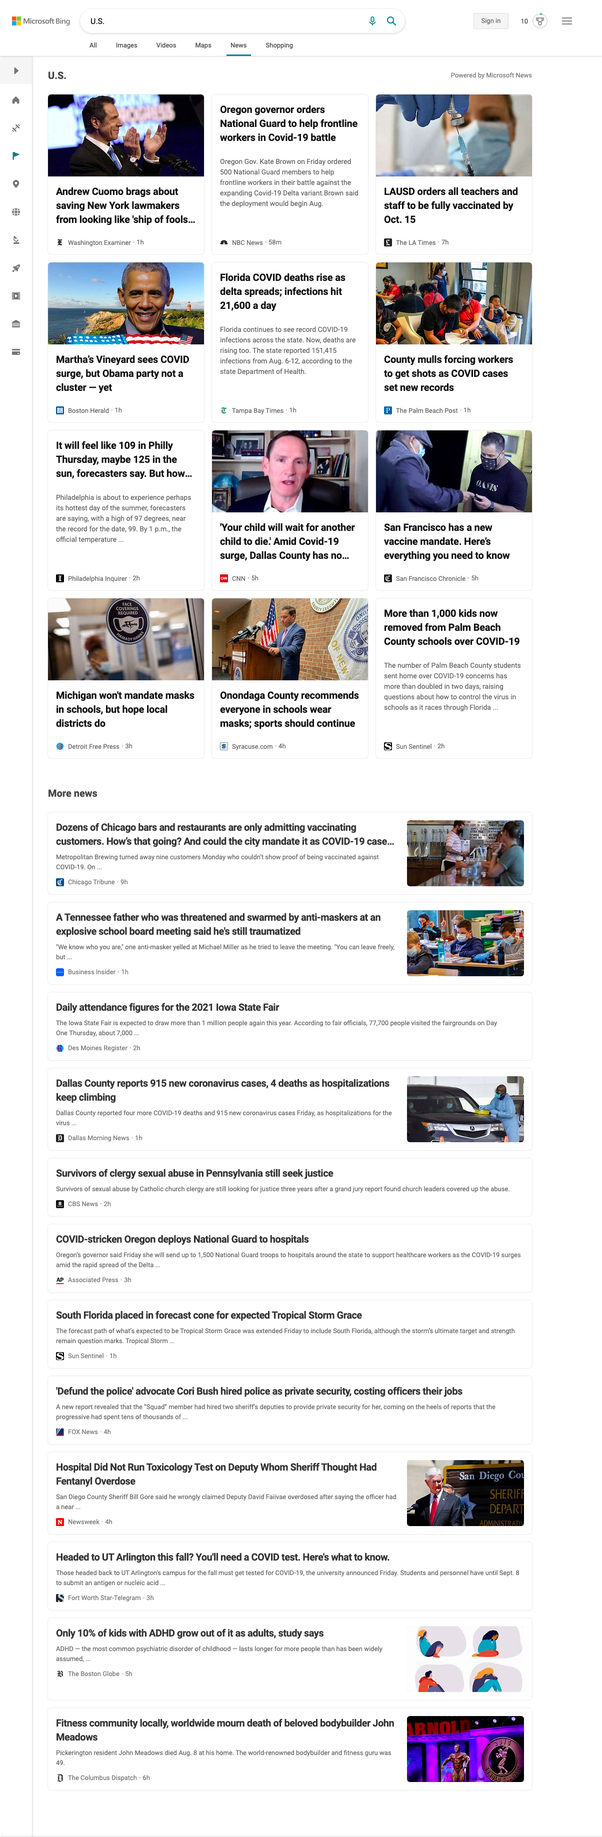 Microsoft Bing
U.S.
Sign in
10
All Images Videos Maps News Shopping
U.S.
Powered by Microsoft News
Andrew Cuomo brags about
saving New York lawmakers
from looking like 'ship of fools...
Washington Examiner · 1h
Oregon governor orders
National Guard to help frontline
workers in Covid-19 battle
Oregon Gov. Kate Brown on Friday ordered
500 National Guard members to help
frontline workers in their battle against the
expanding Covid-19 Delta variant.Brown said
the deployment would begin Aug.
NBC News · 58m
LAUSD orders all teachers and
staff to be fully vaccinated by
Oct. 15
The LA Times · 7h
Martha's Vineyard sees COVID
surge, but Obama party not a
cluster — yet
Boston Herald · 1h
Florida COVID deaths rise as
delta spreads; infections hit
21,600 a day
Florida continues to see record COVID-19
infections across the state. Now, deaths are
rising too. The state reported 151,415
infections from Aug. 6-12, according to the
state Department of Health.
Tampa Bay Times · 1h
County mulls forcing workers
to get shots as COVID cases
set new records
The Palm Beach Post · 1h
It will feel like 109 in Philly
Thursday, maybe 125 in the
sun, forecasters say. But how...
Philadelphia is about to experience perhaps
its hottest day of the summer, forecasters
are saying, with a high of 97 degrees, near
the record for the date, 99. By 1 p.m., the
official temperature ...
Philadelphia Inquirer · 2h
'Your child will wait for another
child to die.' Amid Covid-19
surge, Dallas County has no...
CNN · 5h
San Francisco has a new
vaccine mandate. Here's
everything you need to know
San Francisco Chronicle · 5h
FACE COVERINGS REQUIRED
Michigan won't mandate masks
in schools, but hope local
districts do
Detroit Free Press · 3h
Onondaga County recommends
everyone in schools wear
masks; sports should continue
Syracuse.com · 4h
More than 1,000 kids now
removed from Palm Beach
County schools over COVID-19
The number of Palm Beach County students
sent home over COVID-19 concerns has
more than doubled in two days, raising
questions about how to control the virus in
schools as it races through Florida ...
Sun Sentinel · 2h
More news
Dozens of Chicago bars and restaurants are only admitting vaccinating
customers. How's that going? And could the city mandate it as COVID-19 case...
Metropolitan Brewing turned away nine customers Monday who couldn't show proof of being vaccinated against
COVID-19. On ...
Chicago Tribune · 9h
A Tennessee father who was threatened and swarmed by anti-maskers at an
explosive school board meeting said he's still traumatized
"We know who you are," one anti-masker yelled at Michael Miller as he tried to leave the meeting. "You can leave freely,
but ...
Business Insider · 1h
Daily attendance figures for the 2021 Iowa State Fair
The Iowa State Fair is expected to draw more than 1 million people again this year. According to fair officials, 77,700 people visited the fairgrounds on Day
One Thursday, about 7,000 ...
Des Moines Register · 2h
Dallas County reports 915 new coronavirus cases, 4 deaths as hospitalizations
keep climbing
Dallas County reported four more COVID-19 deaths and 915 new coronavirus cases Friday, as hospitalizations for the
virus ...
Dallas Morning News · 1h
Survivors of clergy sexual abuse in Pennsylvania still seek justice
Survivors of sexual abuse by Catholic church clergy are still looking for justice three years after a grand jury report found church leaders covered up the abuse.
CBS News · 2h
COVID-stricken Oregon deploys National Guard to hospitals
Oregon's governor said Friday she will send up to 1,500 National Guard troops to hospitals around the state to support healthcare workers as the COVID-19 surges
amid the rapid spread of the Delta ...
AP Associated Press · 3h
South Florida placed in forecast cone for expected Tropical Storm Grace
The forecast path of what's expected to be Tropical Storm Grace was extended Friday to include South Florida, although the storm's ultimate target and strength
remain question marks. Tropical Storm ...
Sun Sentinel · 1h
'Defund the police' advocate Cori Bush hired police as private security, costing officers their jobs
A new report revealed that the "Squad" member had hired two sheriff's deputies to provide private security for her, coming on the heels of reports that the
progressive had spent tens of thousands of ...
FOX News · 4h
Hospital Did Not Run Toxicology Test on Deputy Whom Sheriff Thought Had
Fentanyl Overdose
San Diego County Sheriff Bill Gore said he wrongly claimed Deputy David Faiivae overdosed after saying the officer had
a near ...
Newsweek · 4h
San Diego Cou
SHERIFF
DEPART
ADMINISTRATI
Headed to UT Arlington this fall? You'll need a COVID test. Here's what to know.
Those headed back to UT Arlington's campus for the fall must get tested for COVID-19, the university announced Friday. Students and personnel have until Sept. 8
to submit an antigen or nucleic acid ...
Fort Worth Star-Telegram · 3h
Only 10% of kids with ADHD grow out of it as adults, study says
ADHD — the most common psychiatric disorder of childhood — lasts longer for more people than has been widely
assumed, ...
The Boston Globe · 5h
Fitness community locally, worldwide mourn death of beloved bodybuilder John
Meadows
Pickerington resident John Meadows died Aug. 8 at his home. The world-renowned bodybuilder and fitness guru was
49.
The Columbus Dispatch · 6h
ARNOLD